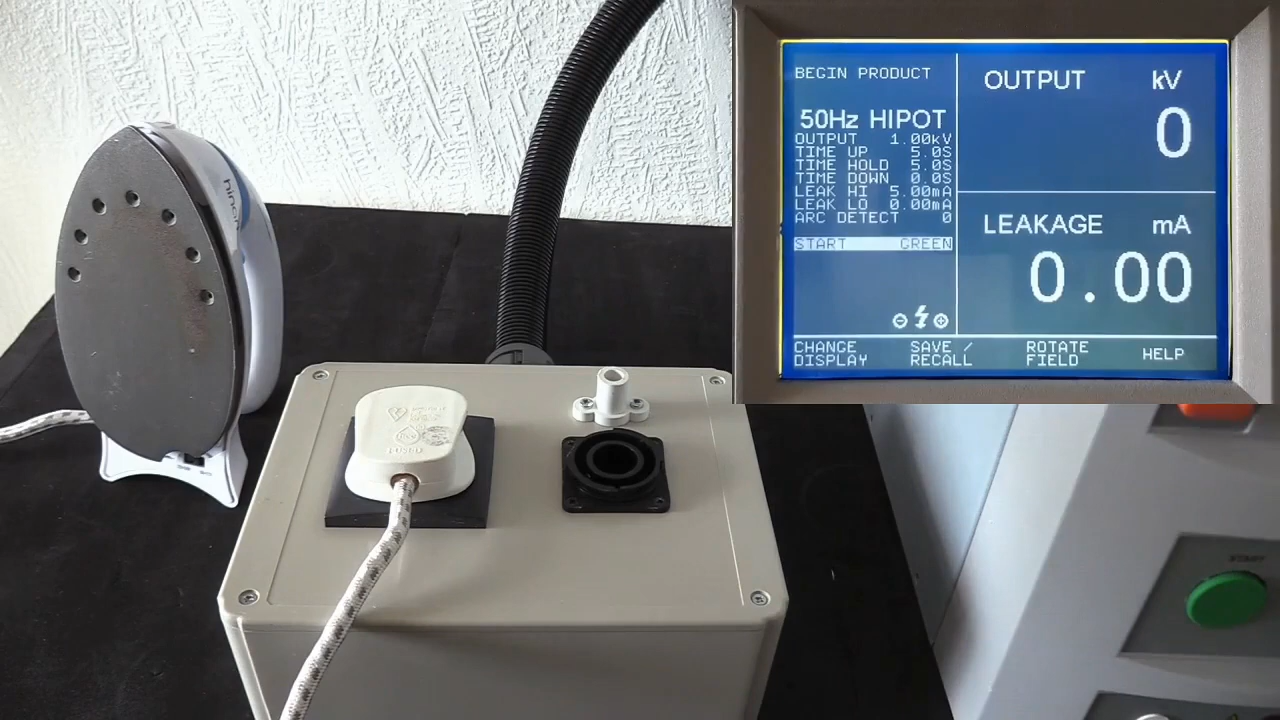 BEGIN PRODUCT
50Hz HIPOT
OUTPUT 1.00kV
TIME UP 5.0S
TIME HOLD 5.0S
TIME DOWN 0.0S
LEAK HI 5.00mA
LEAK LO 0.00mA
ARC DETECT 0
START GREEN
OUTPUT kV
0
LEAKAGE mA
0.00
CHANGE DISPLAY
SAVE / RECALL
ROTATE FIELD
HELP
START